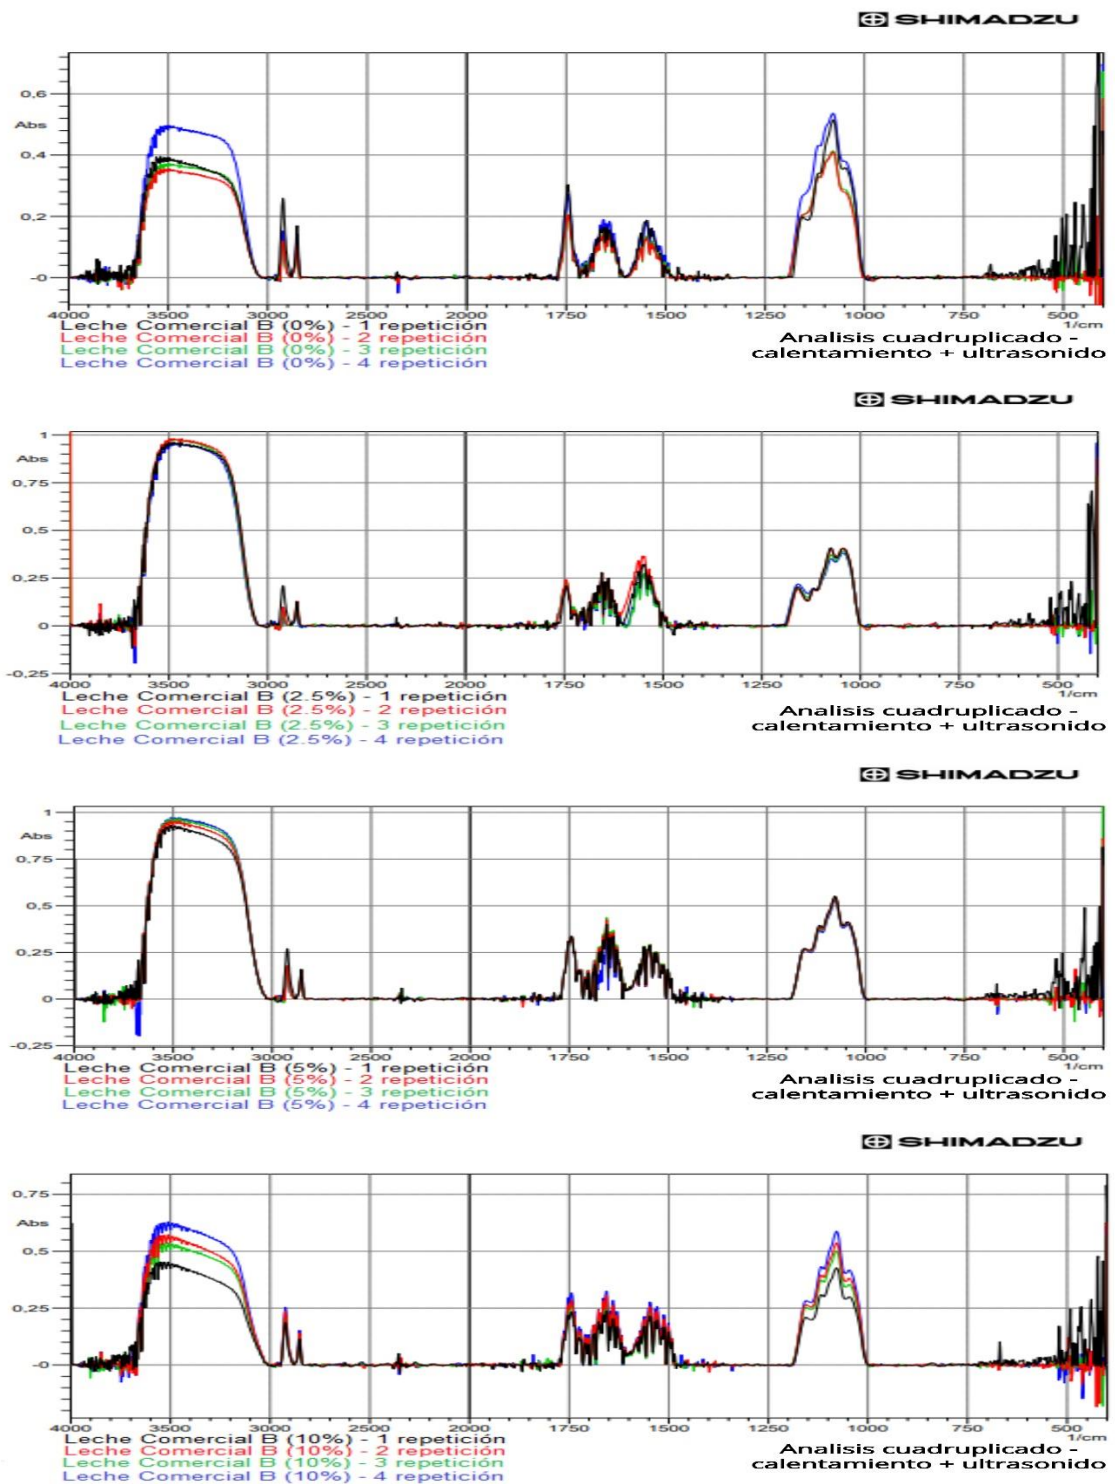 SHIMADZU
0,6
Abs
0,4
0,2
-0
4000 3500 3000 2500 2000 1750 1500 1250 1000 750 500
1/cm
Leche Comercial B (0%) - 1 repetición
Leche Comercial B (0%) - 2 repetición
Leche Comercial B (0%) - 3 repetición
Leche Comercial B (0%) - 4 repetición
Analisis cuadruplicado -
calentamiento + ultrasonido
SHIMADZU
1
Abs
0,75
0,5
0,25
0
-0,25
4000 3500 3000 2500 2000 1750 1500 1250 1000 750 500
1/cm
Leche Comercial B (2.5%) - 1 repetición
Leche Comercial B (2.5%) - 2 repetición
Leche Comercial B (2.5%) - 3 repetición
Leche Comercial B (2.5%) - 4 repetición
Analisis cuadruplicado -
calentamiento + ultrasonido
SHIMADZU
1
Abs
0,75
0,5
0,25
0
-0,25
4000 3500 3000 2500 2000 1750 1500 1250 1000 750 500
1/cm
Leche Comercial B (5%) - 1 repetición
Leche Comercial B (5%) - 2 repetición
Leche Comercial B (5%) - 3 repetición
Leche Comercial B (5%) - 4 repetición
Analisis cuadruplicado -
calentamiento + ultrasonido
SHIMADZU
0,75
Abs
0,5
0,25
-0
4000 3500 3000 2500 2000 1750 1500 1250 1000 750 500
1/cm
Leche Comercial B (10%) - 1 repetición
Leche Comercial B (10%) - 2 repetición
Leche Comercial B (10%) - 3 repetición
Leche Comercial B (10%) - 4 repetición
Analisis cuadruplicado -
calentamiento + ultrasonido